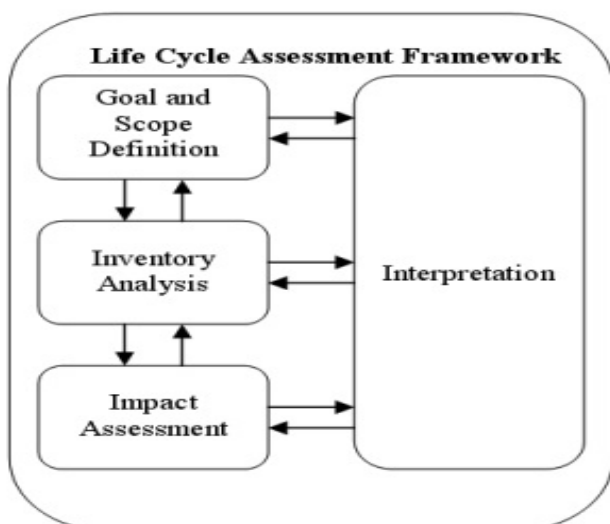 Life Cycle Assessment Framework
Goal and
Scope
Definition
Inventory
Analysis
Impact
Assessment
Interpretation